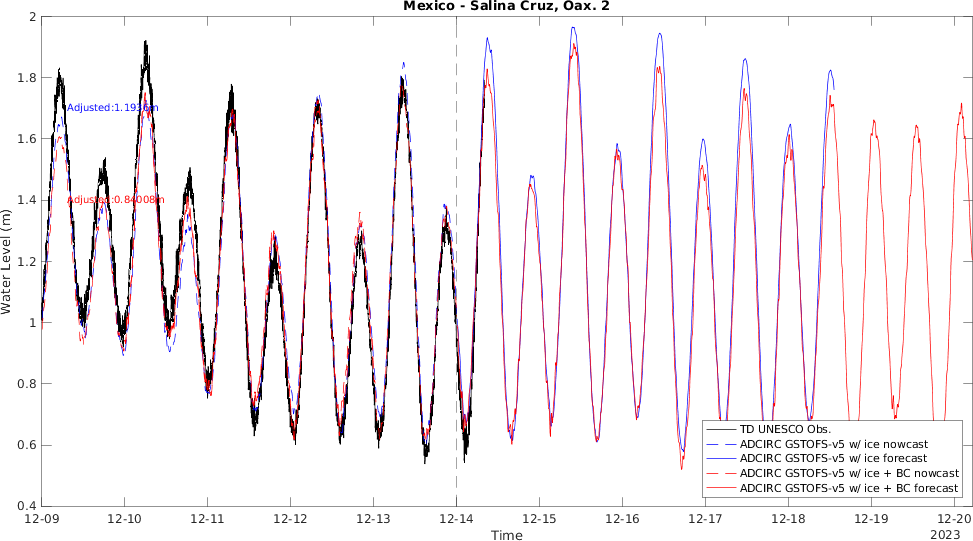 Mexico - Salina Cruz, Oax. 2
2
1.8
1.6
1.4
1.2
1
0.8
0.6
0.4
Water Level (m)
Adjusted:1.1936m
Adjusted:0.84008m
TD UNESCO Obs.
ADCIRC GSTOFS-v5 w/ ice nowcast
ADCIRC GSTOFS-v5 w/ ice forecast
ADCIRC GSTOFS-v5 w/ ice + BC nowcast
ADCIRC GSTOFS-v5 w/ ice + BC forecast
12-09 12-10 12-11 12-12 12-13 12-14 12-15 12-16 12-17 12-18 12-19 12-20
Time
2023